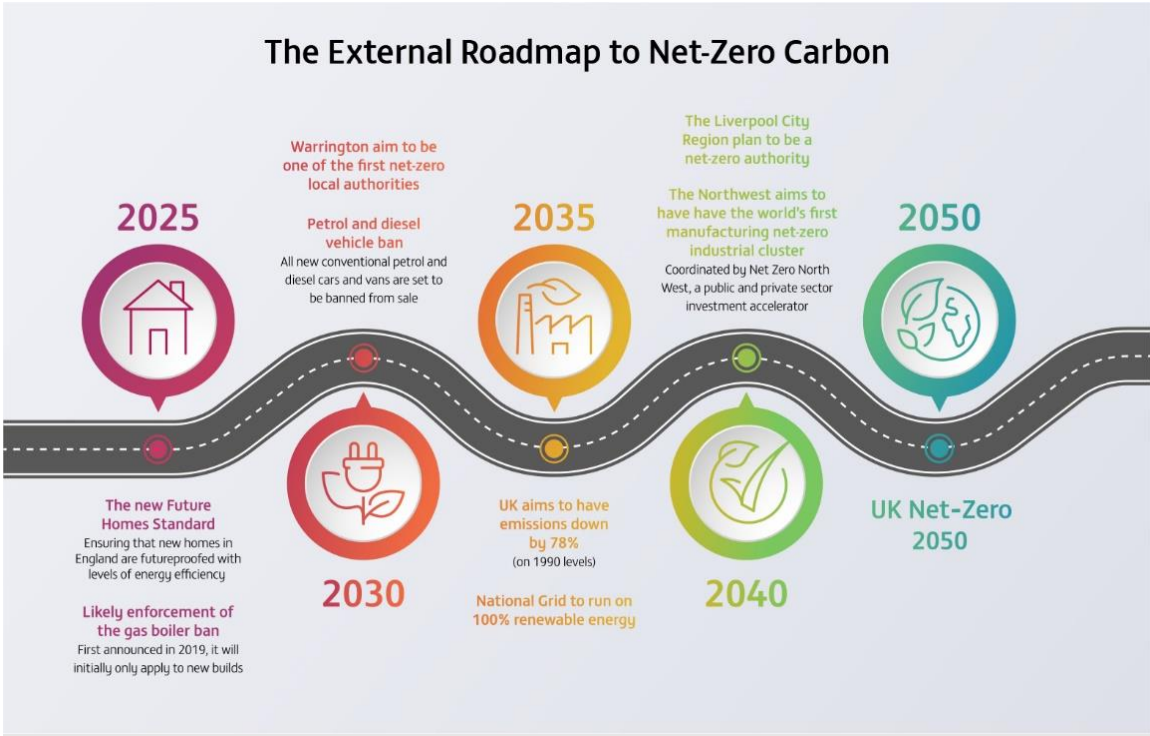 The External Roadmap to Net-Zero Carbon
2025
The new Future
Homes Standard
Ensuring that new homes in
England are futureproofed with
levels of energy efficiency
Likely enforcement of
the gas boiler ban
First announced in 2019, it will
initially only apply to new builds
Warrington aim to be
one of the first net-zero
local authorities
Petrol and diesel
vehicle ban
All new conventional petrol and
diesel cars and vans are set to
be banned from sale
2030
2035
UK aims to have
emissions down
by 78%
(on 1990 levels)
National Grid to run on
100% renewable energy
The Liverpool City
Region plan to be a
net-zero authority
The Northwest aims to
have have the world's first
manufacturing net-zero
industrial cluster
Coordinated by Net Zero North
West, a public and private sector
investment accelerator
2040
2050
UK Net-Zero
2050